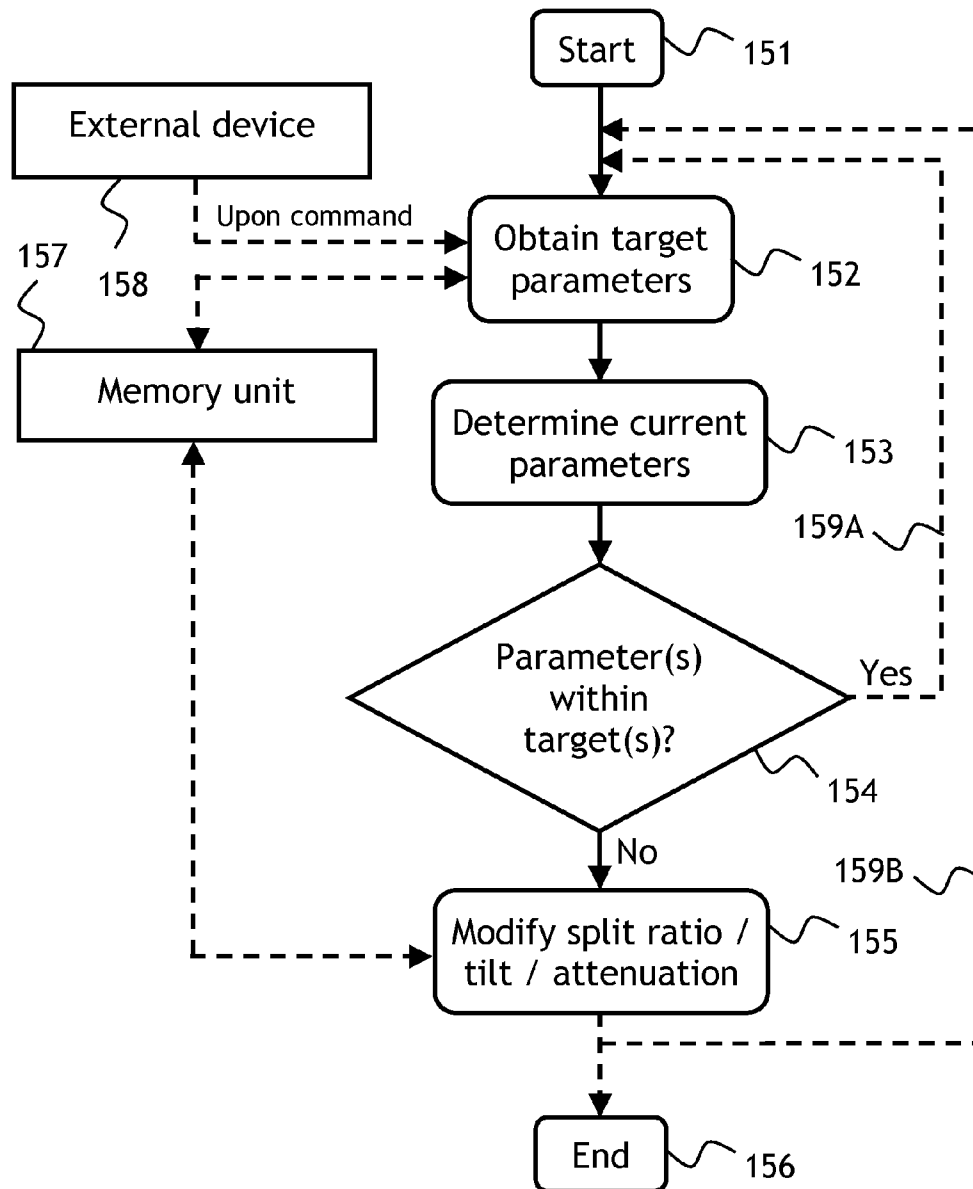 Start
151
External device
Upon command
157
158
Obtain target
parameters
152
Memory unit
Determine current
parameters
153
159A
Parameter(s)
within
target(s)?
Yes
154
No
159B
Modify split ratio /
tilt / attenuation
155
End
156